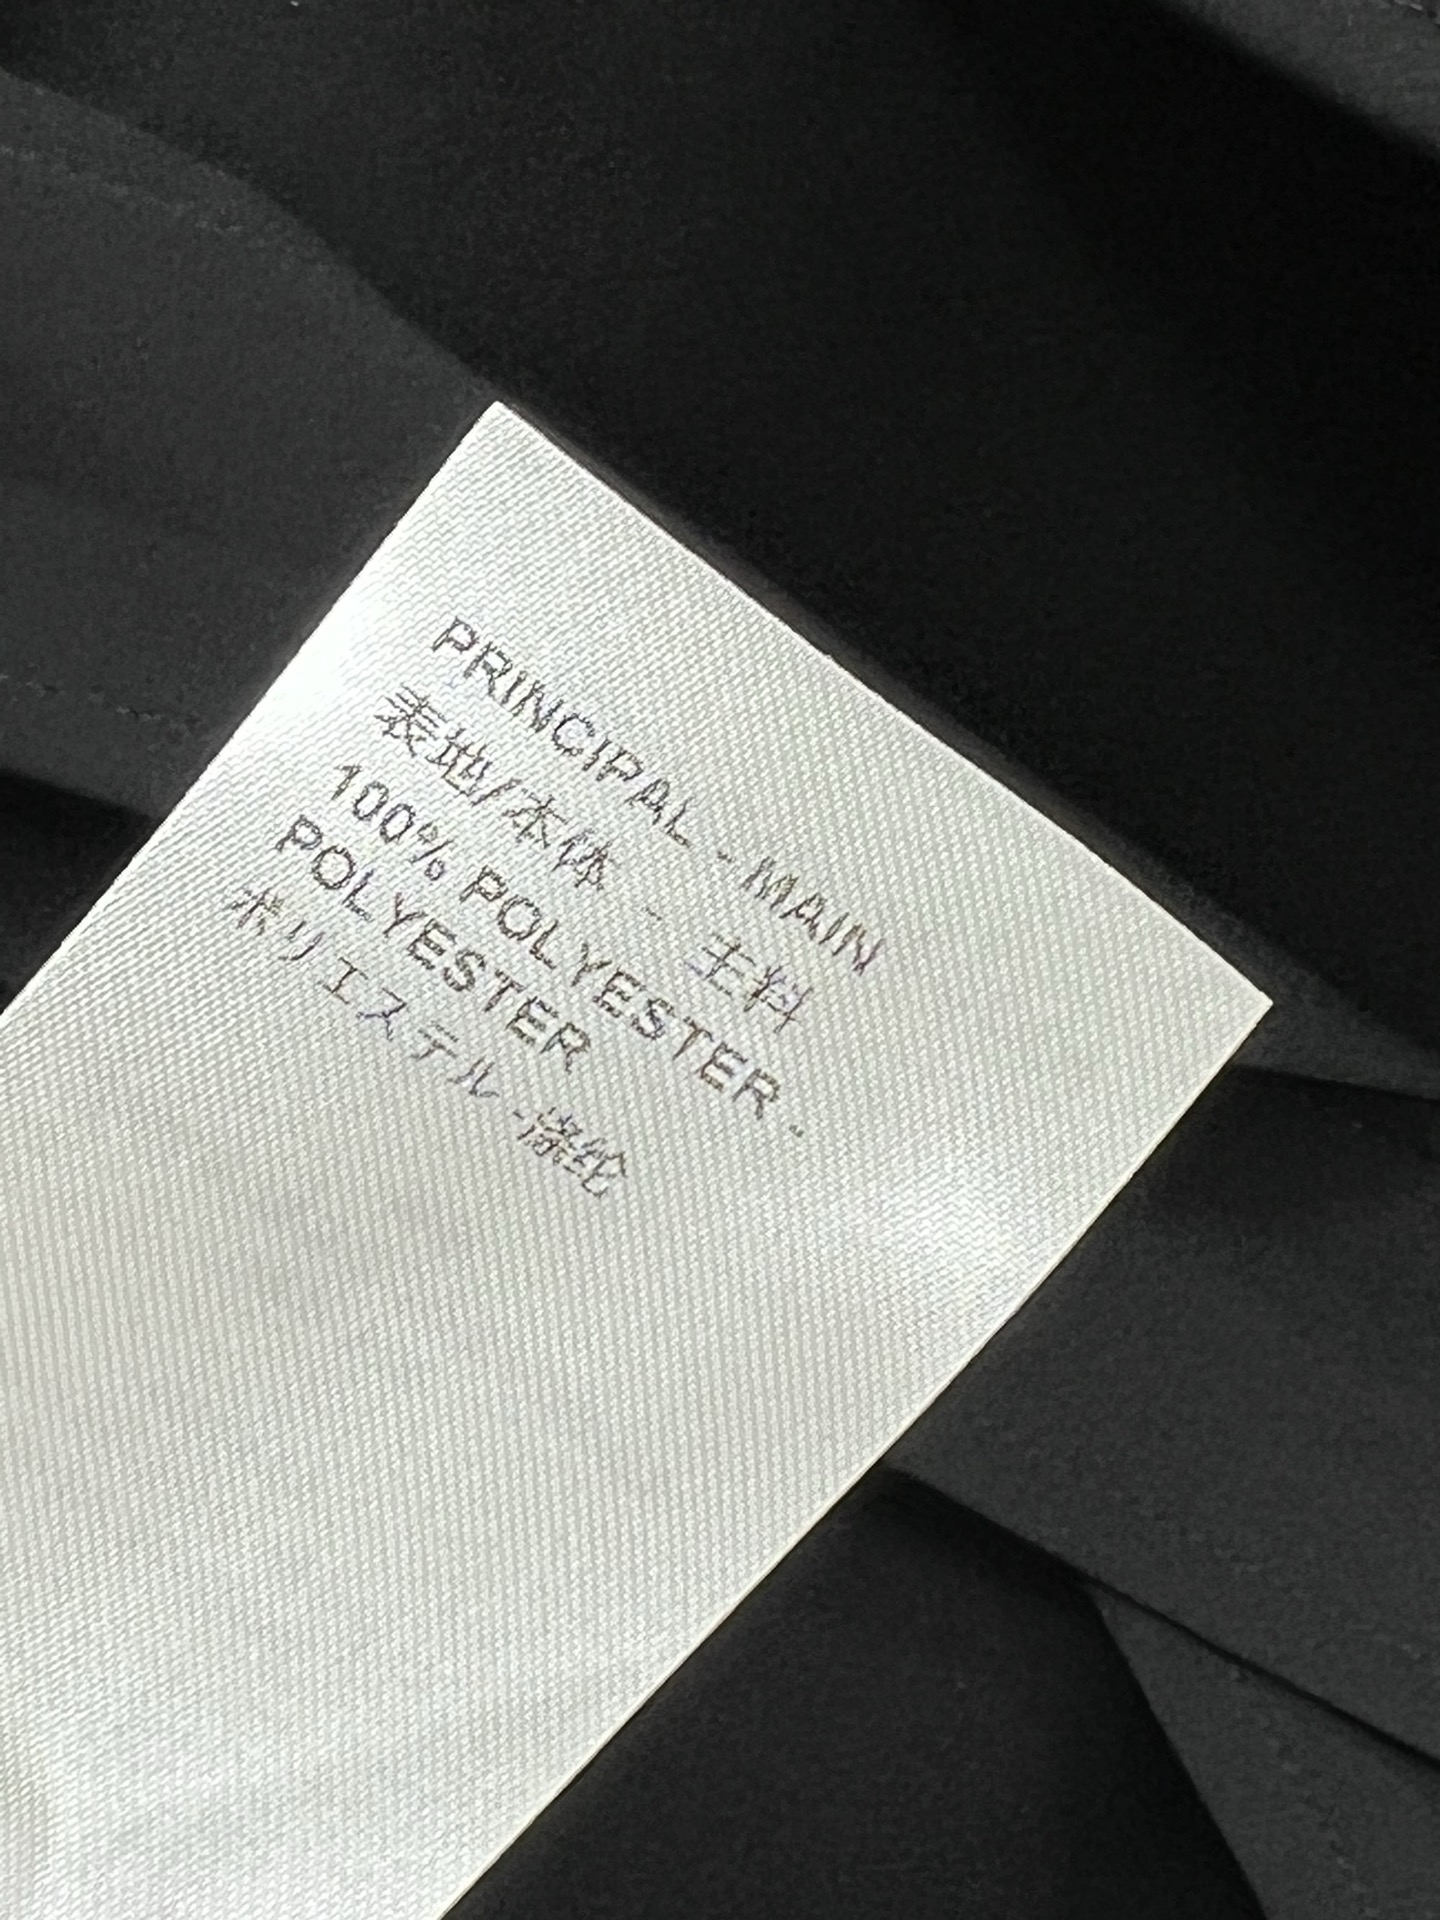 PRINCIPAL - MAIN
表地/本体 - 主料
100% POLYESTER -
POLYESTER
ポリエステル - 涤纶